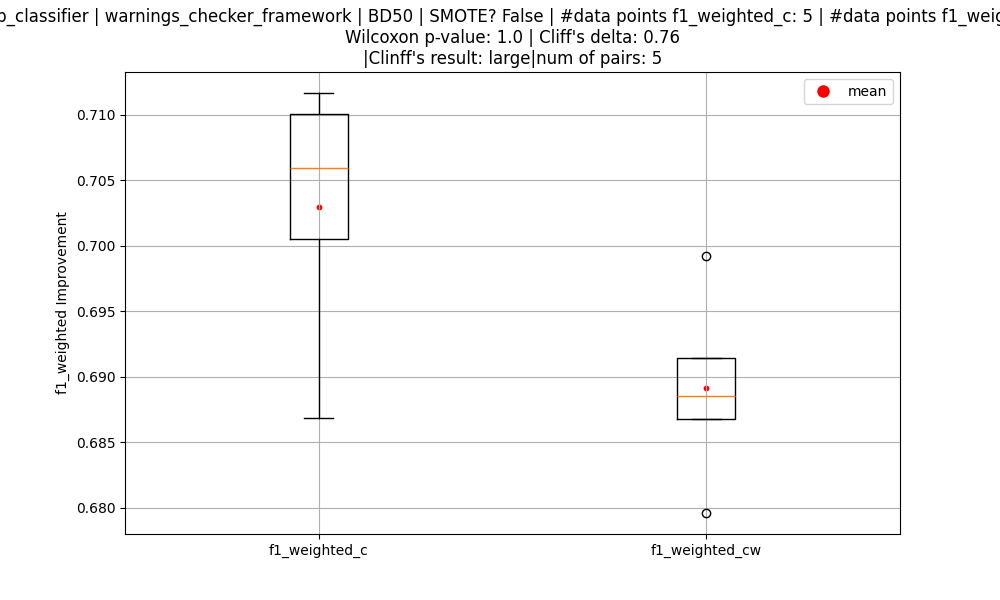 _classifier | warnings_checker_framework | BD50 | SMOTE? False | #data points f1_weighted_c: 5 | #data points
Wilcoxon p-value: 1.0 | Cliff's delta: 0.76
|Clinff's result: large|num of pairs: 5
mean
0.710
0.705
0.700
0.695
0.690
0.685
0.680
f1_weighted Improvement
f1_weighted_c
f1_weighted_cw